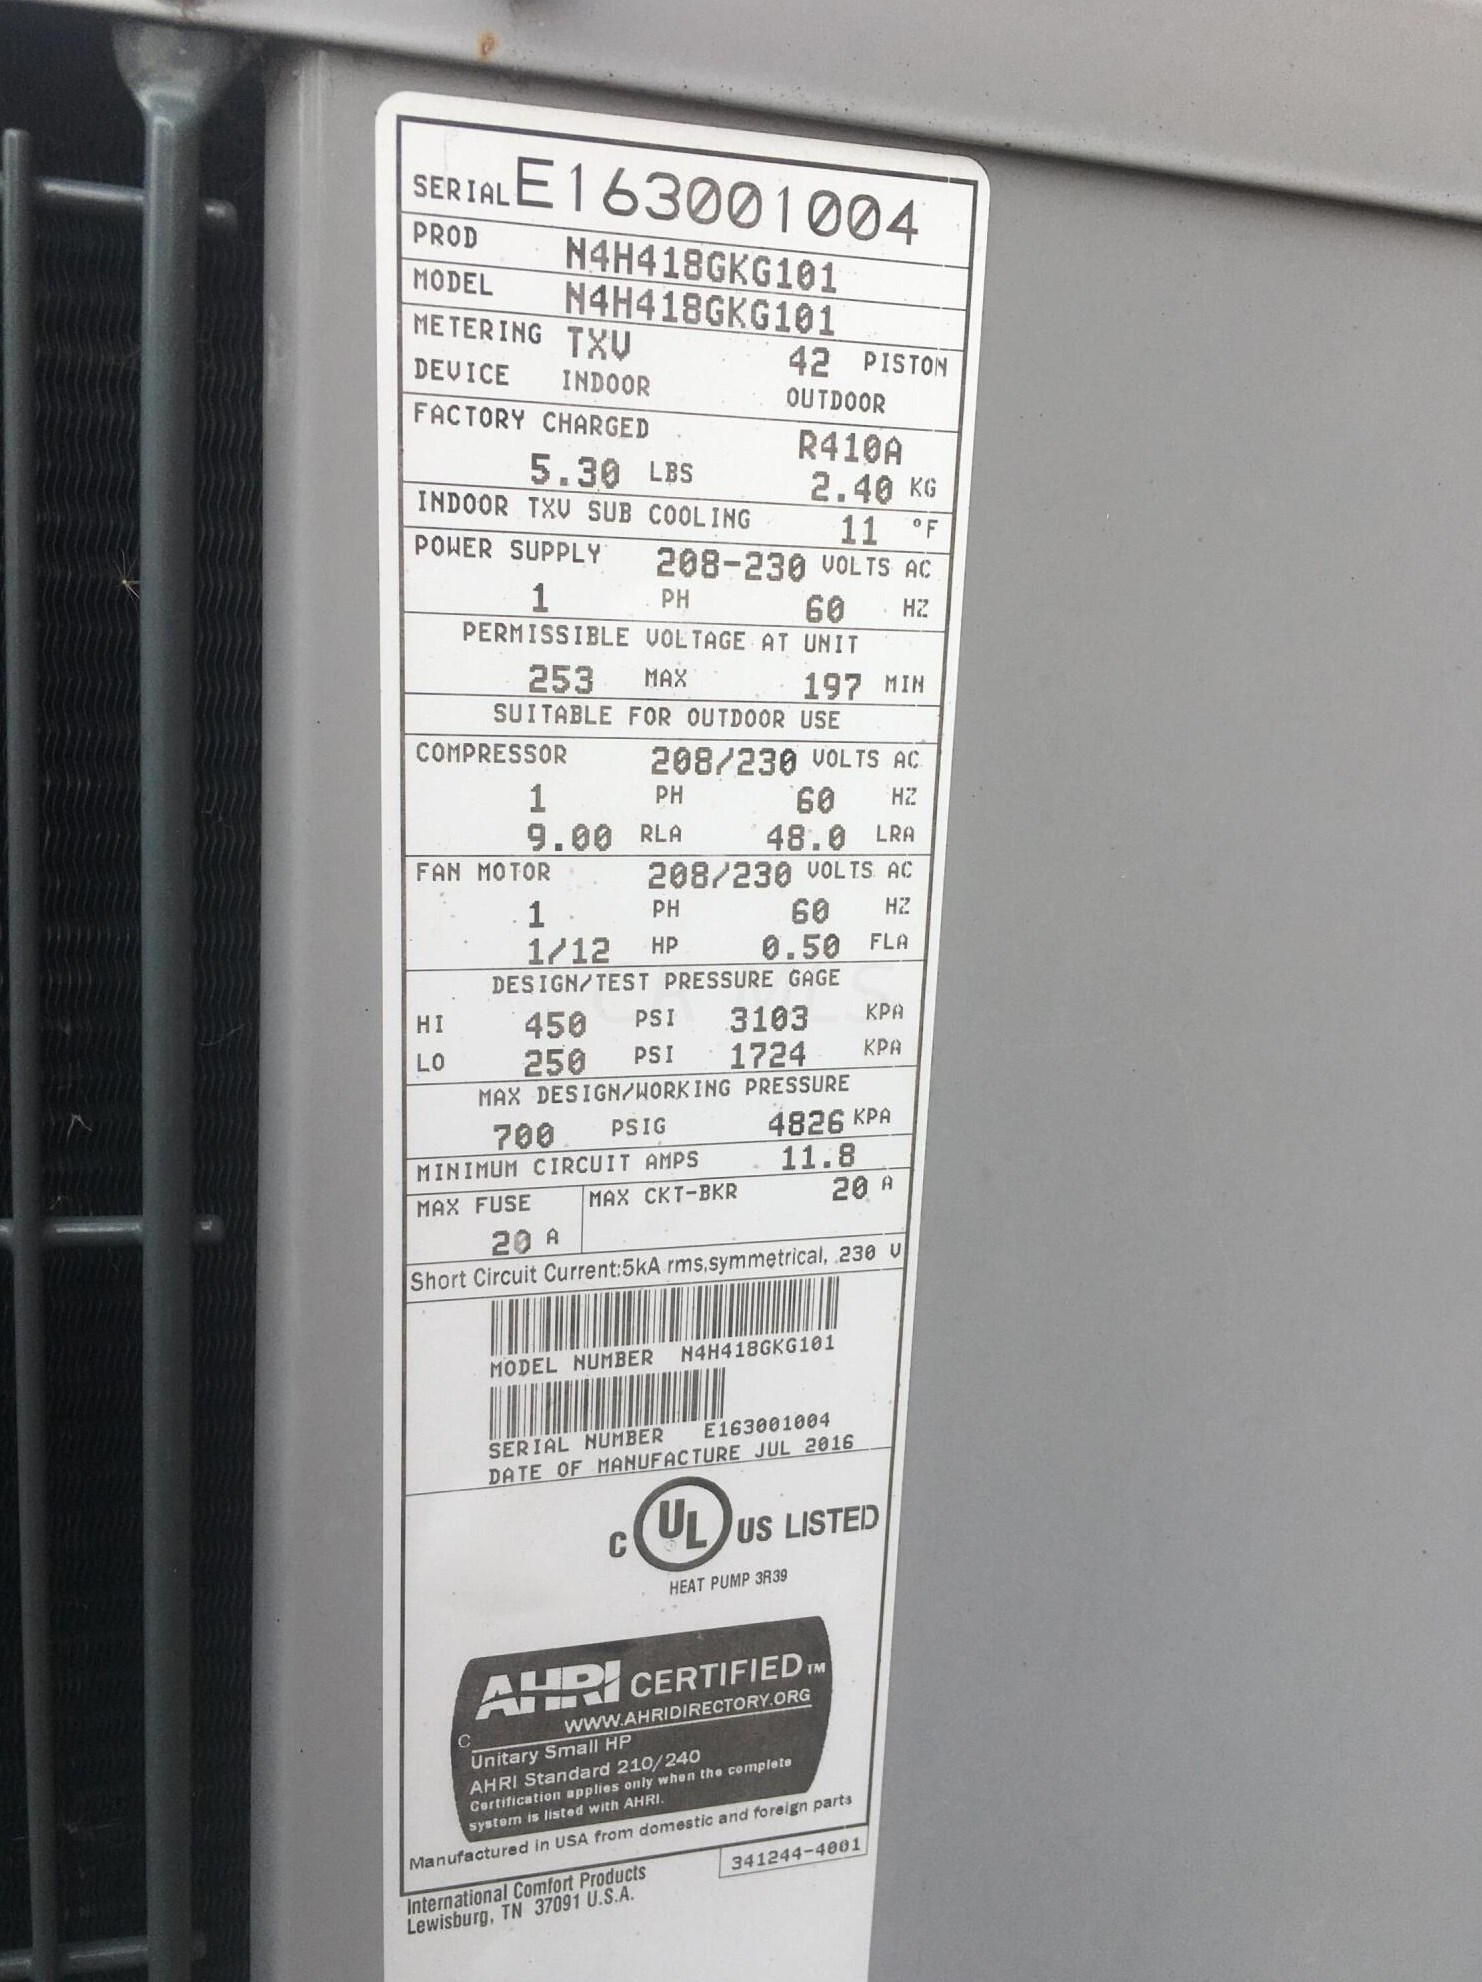 SERIAL E163001004
PROD N4H418GKG101
MODEL N4H418GKG101
METERING TXV 42 PISTON
DEVICE INDOOR OUTDOOR
FACTORY CHARGED R410A
5.30 LBS 2.40 KG
INDOOR TXV SUB COOLING 11 °F
POWER SUPPLY 208-230 VOLTS AC
1 PH 60 HZ
PERMISSIBLE VOLTAGE AT UNIT
253 MAX 197 MIN
SUITABLE FOR OUTDOOR USE
COMPRESSOR 208/230 VOLTS AC
1 PH 60 HZ
9.00 RLA 48.0 LRA
FAN MOTOR 208/230 VOLTS AC
1 PH 60 HZ
1/12 HP 0.50 FLA
DESIGN/TEST PRESSURE GAGE
HI 450 PSI 3103 KPA
LO 250 PSI 1724 KPA
MAX DESIGN/WORKING PRESSURE
700 PSIG 4826 KPA
MINIMUM CIRCUIT AMPS 11.8
MAX FUSE MAX CKT-BKR 20 A
20 A
Short Circuit Current:5kA rms,symmetrical, 230 V
MODEL NUMBER N4H418GKG101
SERIAL NUMBER E163001004
DATE OF MANUFACTURE JUL 2016
C UL US LISTED
HEAT PUMP 3R39
AHRI CERTIFIED™
WWW.AHRIDIRECTORY.ORG
C
Unitary Small HP
AHRI Standard 210/240
Certification applies only when the complete
system is listed with AHRI.
Manufactured in USA from domestic and foreign parts
341244-4001
International Comfort Products
Lewisburg, TN 37091 U.S.A.